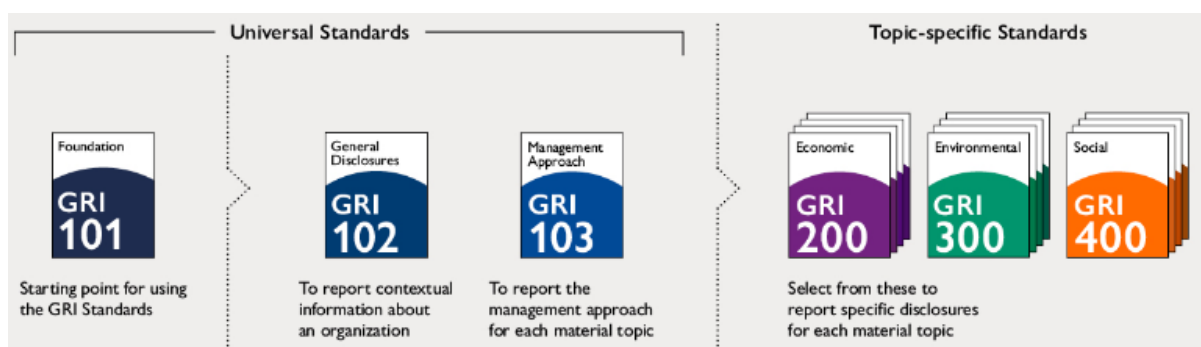 Universal Standards
Topic-specific Standards
Foundation
GRI
101
General
Disclosures
GRI
102
Management
Approach
GRI
103
Economic
GRI
200
Environmental
GRI
300
Social
GRI
400
Starting point for using
the GRI Standards
To report contextual
information about
an organization
To report the
management approach
for each material topic
Select from these to
report specific disclosures
for each material topic